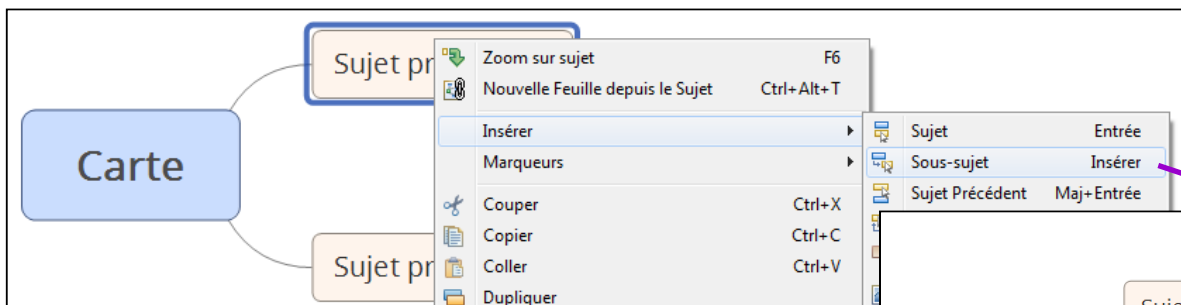 Sujet pr
Zoom sur sujet F6
Nouvelle Feuille depuis le Sujet Ctrl+Alt+T
Carte
Insérer
Marqueurs
Sujet Entrée
Sous-sujet Insérer
Sujet Précédent Maj+Entrée
Couper Ctrl+X
Copier Ctrl+C
Sujet pr
Coller Ctrl+V
Dupliquer